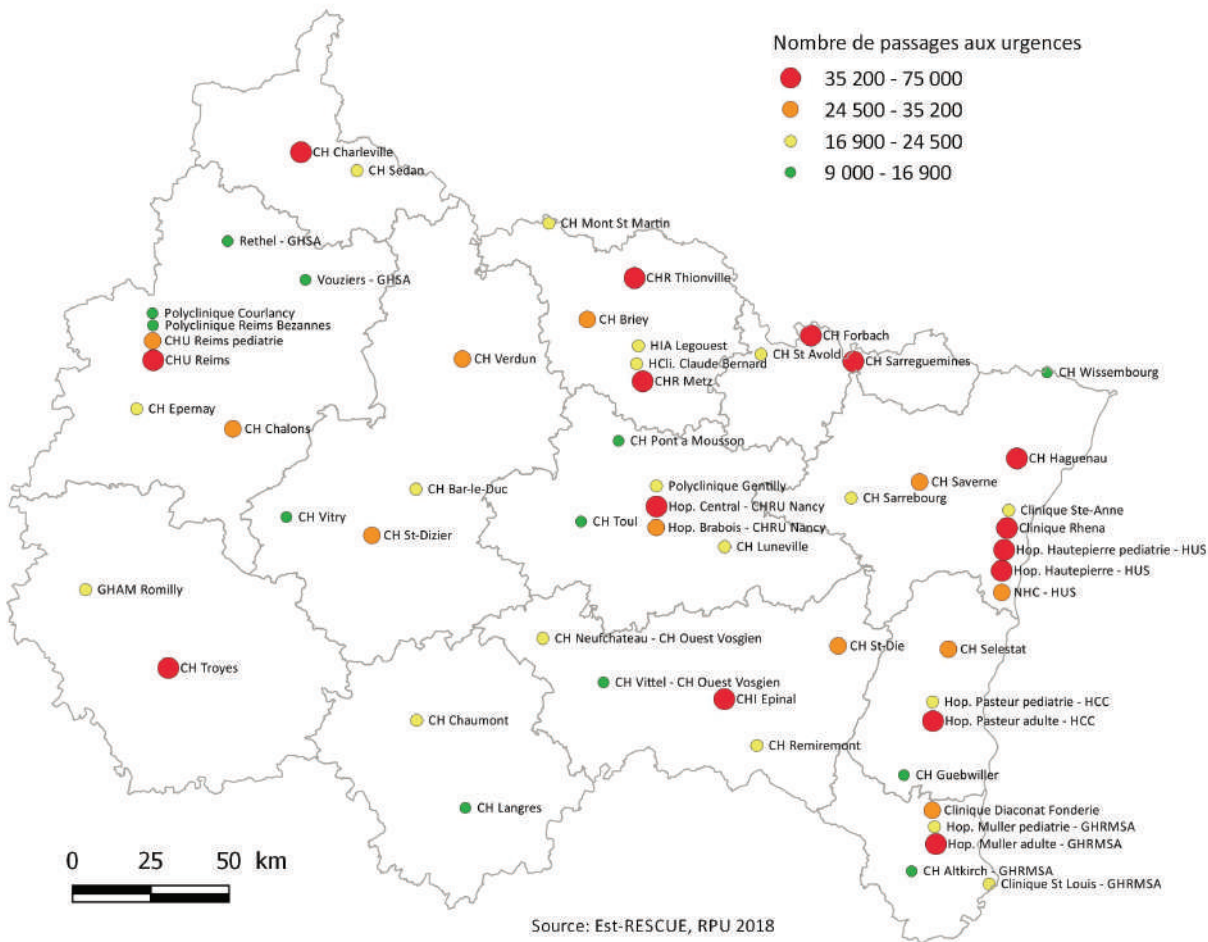 Nombre de passages aux urgences
35 200 - 75 000
24 500 - 35 200
16 900 - 24 500
9 000 - 16 900
CH Charleville
CH Sedan
CH Mont St Martin
Rethel - GHSA
Vouziers - GHSA
CHR Thionville
Polyclinique Courlancy
Polyclinique Reims Bezannes
CHU Reims pediatrie
CHU Reims
CH Briey
CH Forbach
HIA Legouest
CH St Avold
CH Verdun
HCli. Claude Bernard
CH Sarreguemines
CH Wissembourg
CHR Metz
CH Epernay
CH Chalons
CH Pont a Mousson
CH Haguenau
CH Saverne
CH Bar-le-Duc
Polyclinique Gentilly
CH Sarrebourg
CH Vitry
Hop. Central - CHRU Nancy
Clinique Ste-Anne
CH Toul
Hop. Brabois - CHRU Nancy
Clinique Rhena
CH St-Dizier
CH Luneville
Hop. Hautepierre pediatrie - HUS
Hop. Hautepierre - HUS
GHAM Romilly
NHC - HUS
CH Neufchateau - CH Ouest Vosgien
CH St-Die
CH Selestat
CH Troyes
CH Vittel - CH Ouest Vosgien
CHI Epinal
Hop. Pasteur pediatrie - HCC
CH Chaumont
Hop. Pasteur adulte - HCC
CH Remiremont
CH Guebwiller
CH Langres
Clinique Diaconat Fonderie
Hop. Muller pediatrie - GHRMSA
Hop. Muller adulte - GHRMSA
0 25 50 km
CH Altkirch - GHRMSA
Clinique St Louis - GHRMSA
Source: Est-RESCUE, RPU 2018